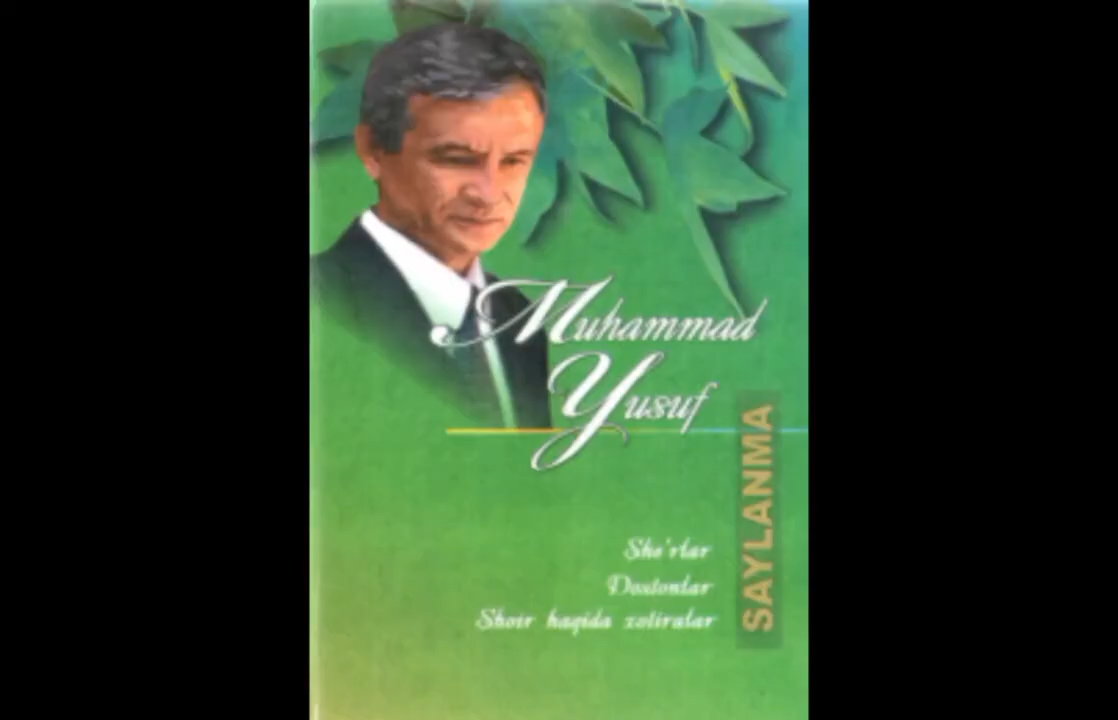 Muhammad
Yusuf
SAYLANMA
She'rlar
Dostonlar
Shoir haqida xotiralar